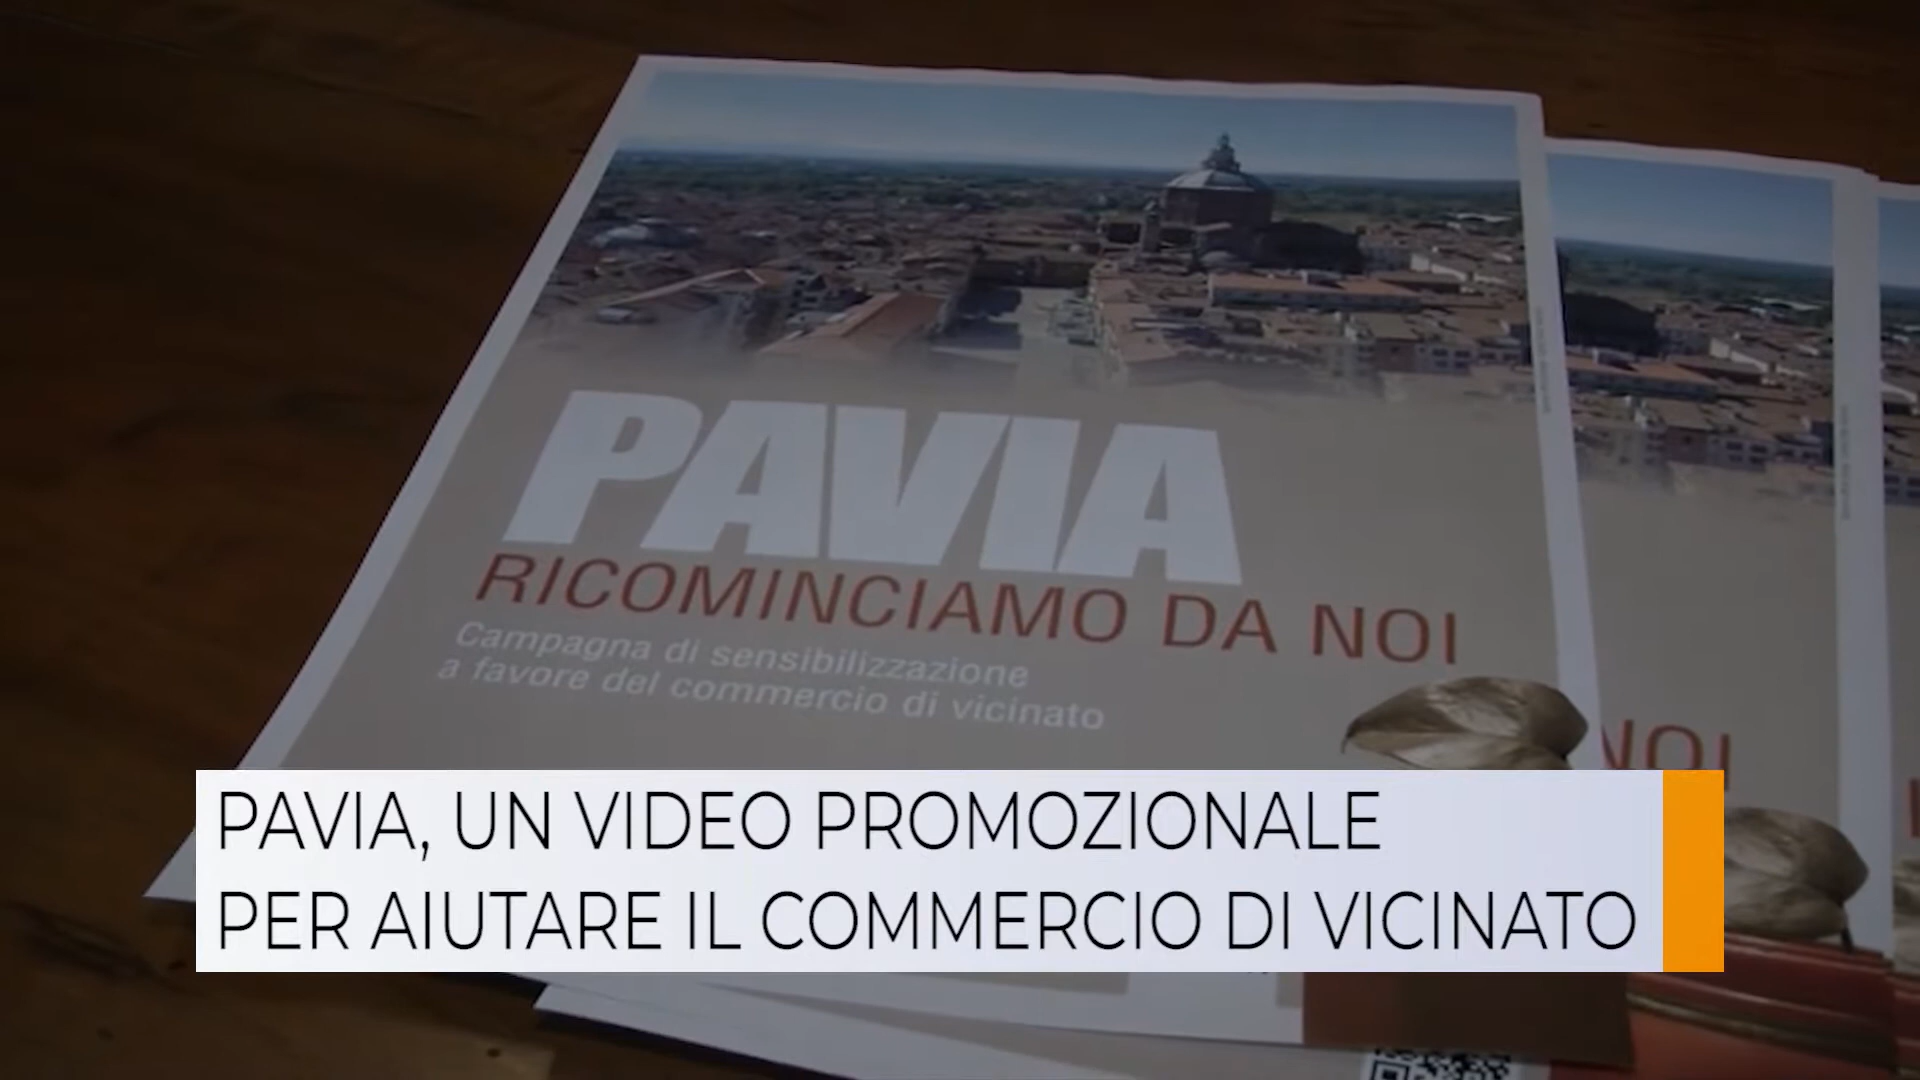 PAVIA
RICOMINCIAMO DA NOI
Campagna di sensibilizzazione
a favore del commercio di vicinato
NOI
PAVIA, UN VIDEO PROMOZIONALE
PER AIUTARE IL COMMERCIO DI VICINATO